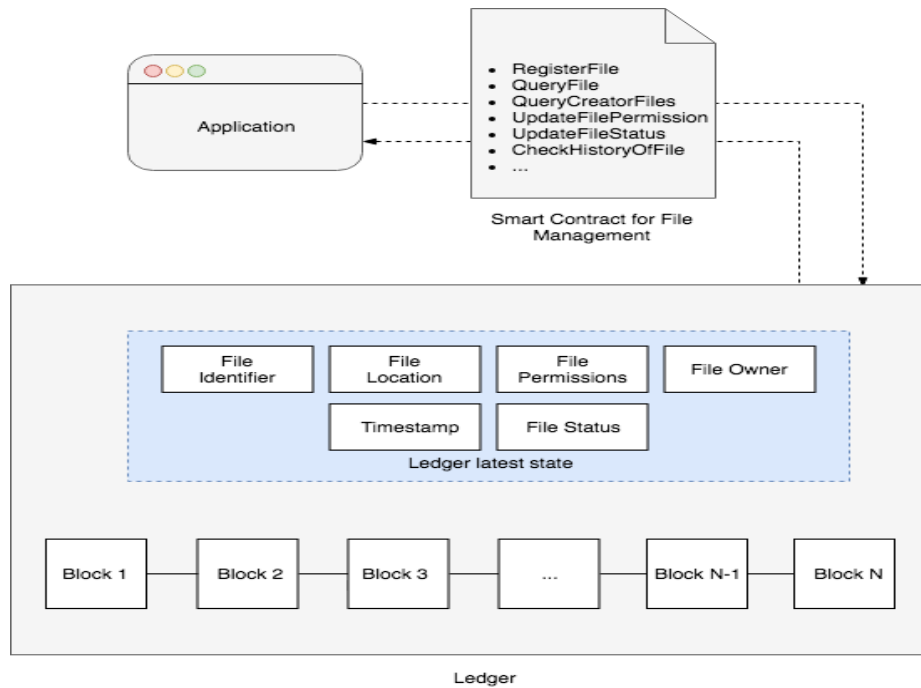 • RegisterFile
• QueryFile
• QueryCreatorFiles
• UpdateFilePermission
• UpdateFileStatus
• CheckHistoryOfFile
• ...
Application
Smart Contract for File
Management
File
Identifier
File
Location
File
Permissions
File Owner
Timestamp
File Status
Ledger latest state
Block 1
Block 2
Block 3
...
Block N-1
Block N
Ledger